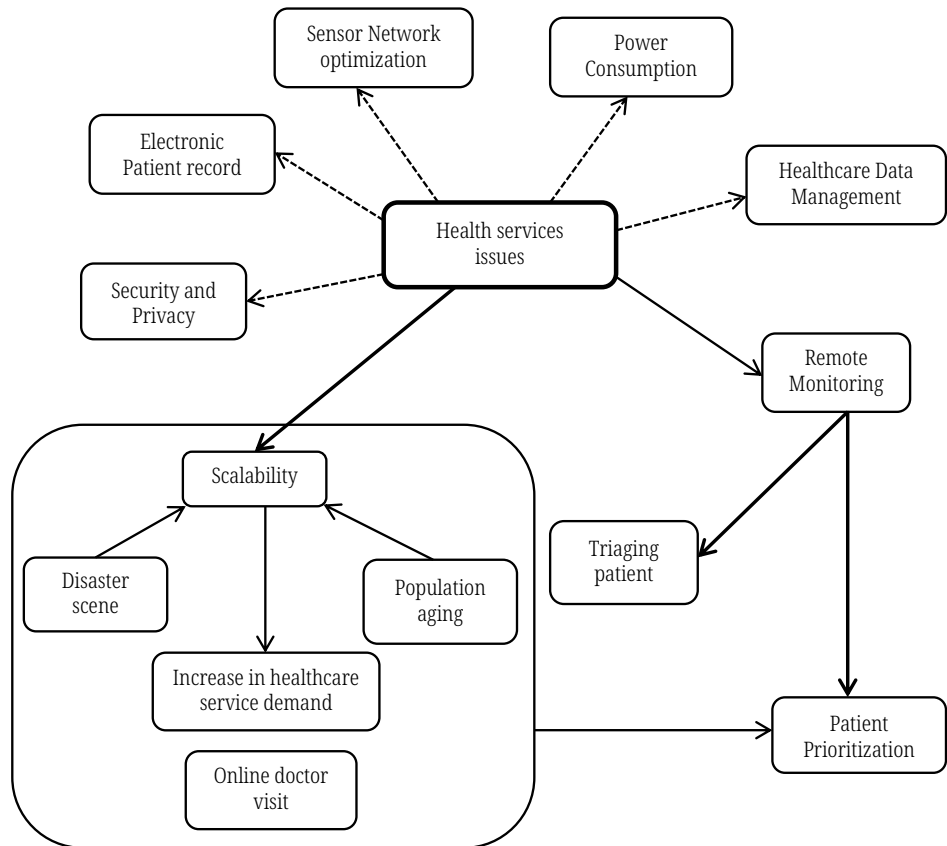 Sensor Network
optimization
Power
Consumption
Electronic
Patient record
Healthcare Data
Management
Health services
issues
Security and
Privacy
Remote
Monitoring
Scalability
Triaging
patient
Disaster
scene
Population
aging
Increase in healthcare
service demand
Patient
Prioritization
Online doctor
visit